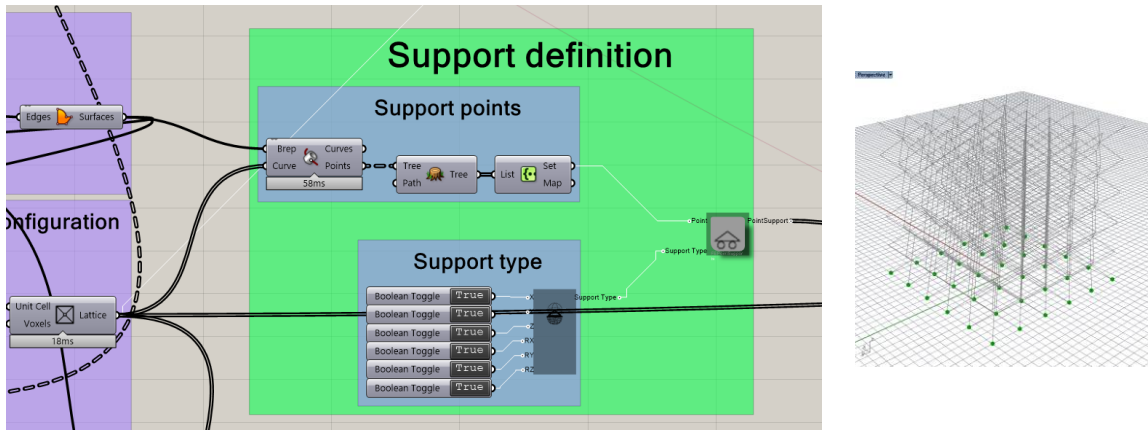 Support definition
Support points
Edges Surfaces
Brep Curves
Curve Points
58ms
Tree Tree
Path
List Set
Map
onfiguration
Point PointSupport
Support Type
Support type
Unit Cell Lattice
Voxels
18ms
Boolean Toggle True X Support Type
Boolean Toggle True
Boolean Toggle True Z
Boolean Toggle True RX
Boolean Toggle True RY
Boolean Toggle True RZ
Perspective